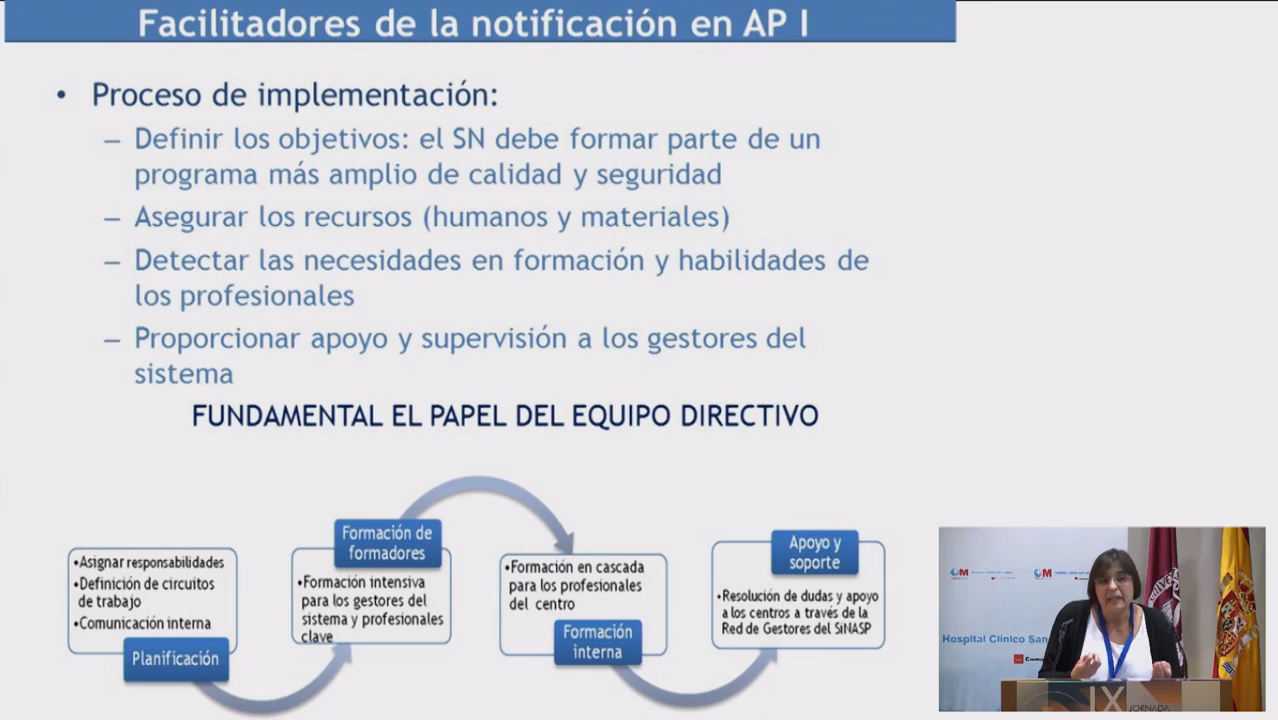 Facilitadores de la notificación en AP I
• Proceso de implementación:
– Definir los objetivos: el SN debe formar parte de un
programa más amplio de calidad y seguridad
– Asegurar los recursos (humanos y materiales)
– Detectar las necesidades en formación y habilidades de
los profesionales
– Proporcionar apoyo y supervisión a los gestores del
sistema
FUNDAMENTAL EL PAPEL DEL EQUIPO DIRECTIVO
•Asignar responsabilidades
•Definición de circuitos
de trabajo
•Comunicación interna
Planificación
Formación de
formadores
•Formación intensiva
para los gestores del
sistema y profesionales
clave
•Formación en cascada
para los profesionales
del centro
Formación
interna
Apoyo y
soporte
•Resolución de dudas y apoyo
a los centros a través de la
Red de Gestores del SiNASP
Hospital Clínico San
IX
JORNADA